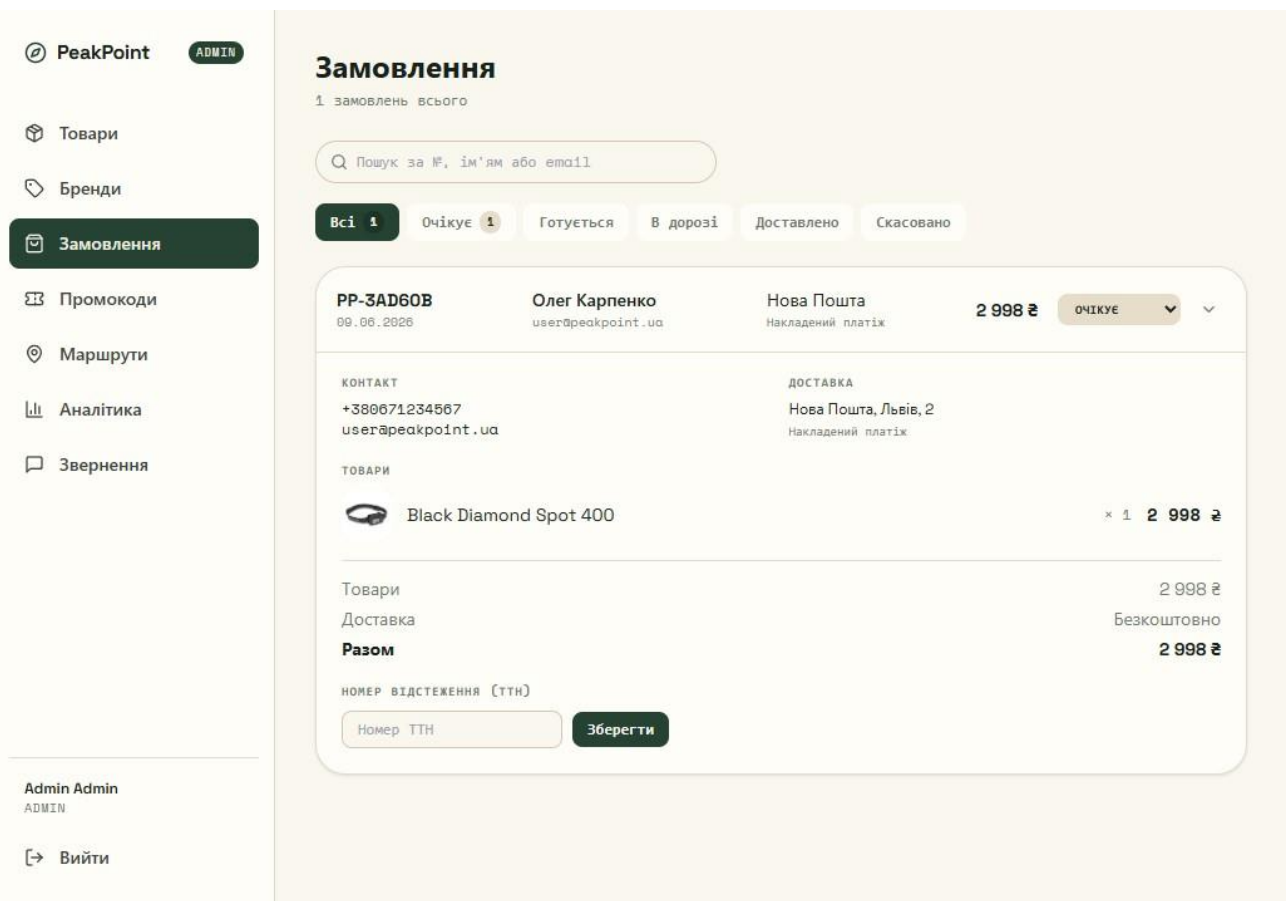 PeakPoint ADMIN
Товари
Бренди
Замовлення
Промокоди
Маршрути
Аналітика
Звернення
Admin Admin
ADMIN
Вийти
Замовлення
1 замовлень всього
Пошук за №, ім'ям або email
Всі 1 Очікує 1 Готується В дорозі Доставлено Скасовано
PP-3AD60B Олег Карпенко Нова Пошта 2 998 ₴ ОЧІКУЄ
09.06.2026 user@peakpoint.ua Накладений платіж
КОНТАКТ ДОСТАВКА
+380671234567 Нова Пошта, Львів, 2
user@peakpoint.ua Накладений платіж
ТОВАРИ
Black Diamond Spot 400 × 1 2 998 ₴
Товари 2 998 ₴
Доставка Безкоштовно
Разом 2 998 ₴
НОМЕР ВІДСТЕЖЕННЯ (ТТН)
Номер ТТН Зберегти